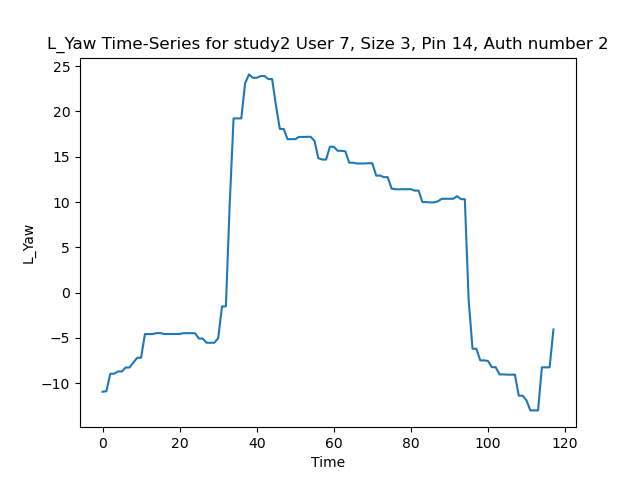 L_Yaw Time-Series for study2 User 7, Size 3, Pin 14, Auth number 2
25
20
15
10
5
0
−5
−10
L_Yaw
0 20 40 60 80 100 120
Time